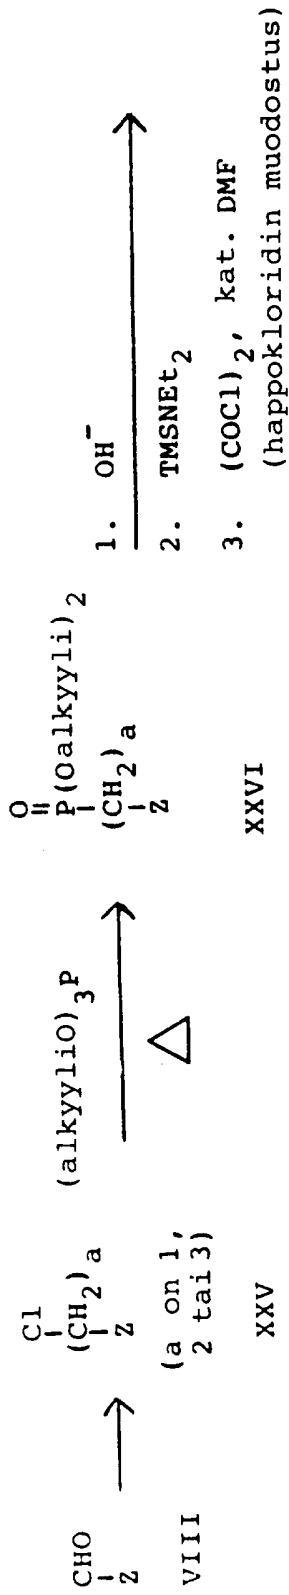 CHO
Z
VIII
Cl
(CH2)a
Z
(a on 1,
2 tai 3)
XXV
(alkyyliO)3P
△
O
P(Oalkyyli)2
(CH2)a
Z
XXVI
1. OH⁻
2. TMSNEt2
3. (COCl)2, kat. DMF
(happokloridin muodostus)